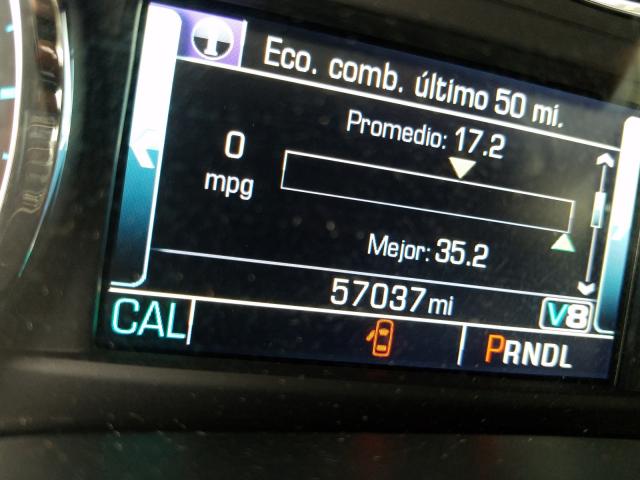 Eco. comb. último 50 mi.
Promedio: 17.2
0
mpg
Mejor: 35.2
57037 mi
V8
CAL
PRNDL